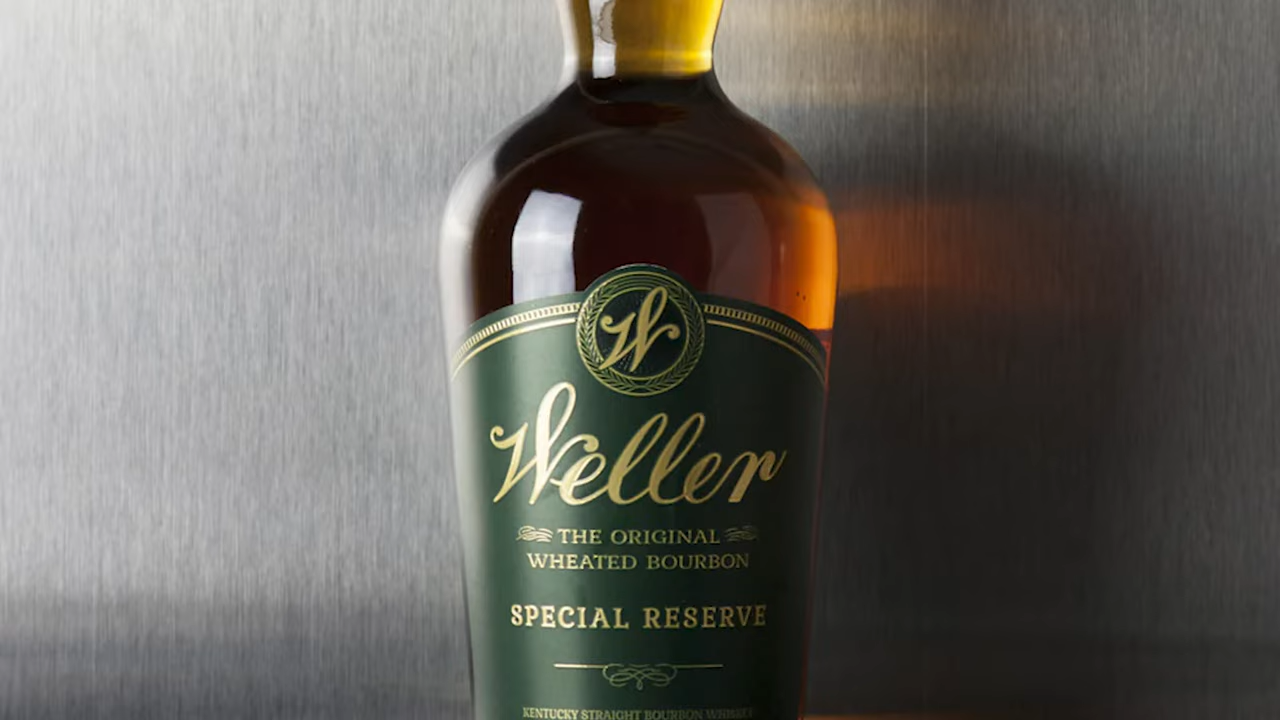 W
Weller
THE ORIGINAL
WHEATED BOURBON
SPECIAL RESERVE
KENTUCKY STRAIGHT BOURBON WHISKEY